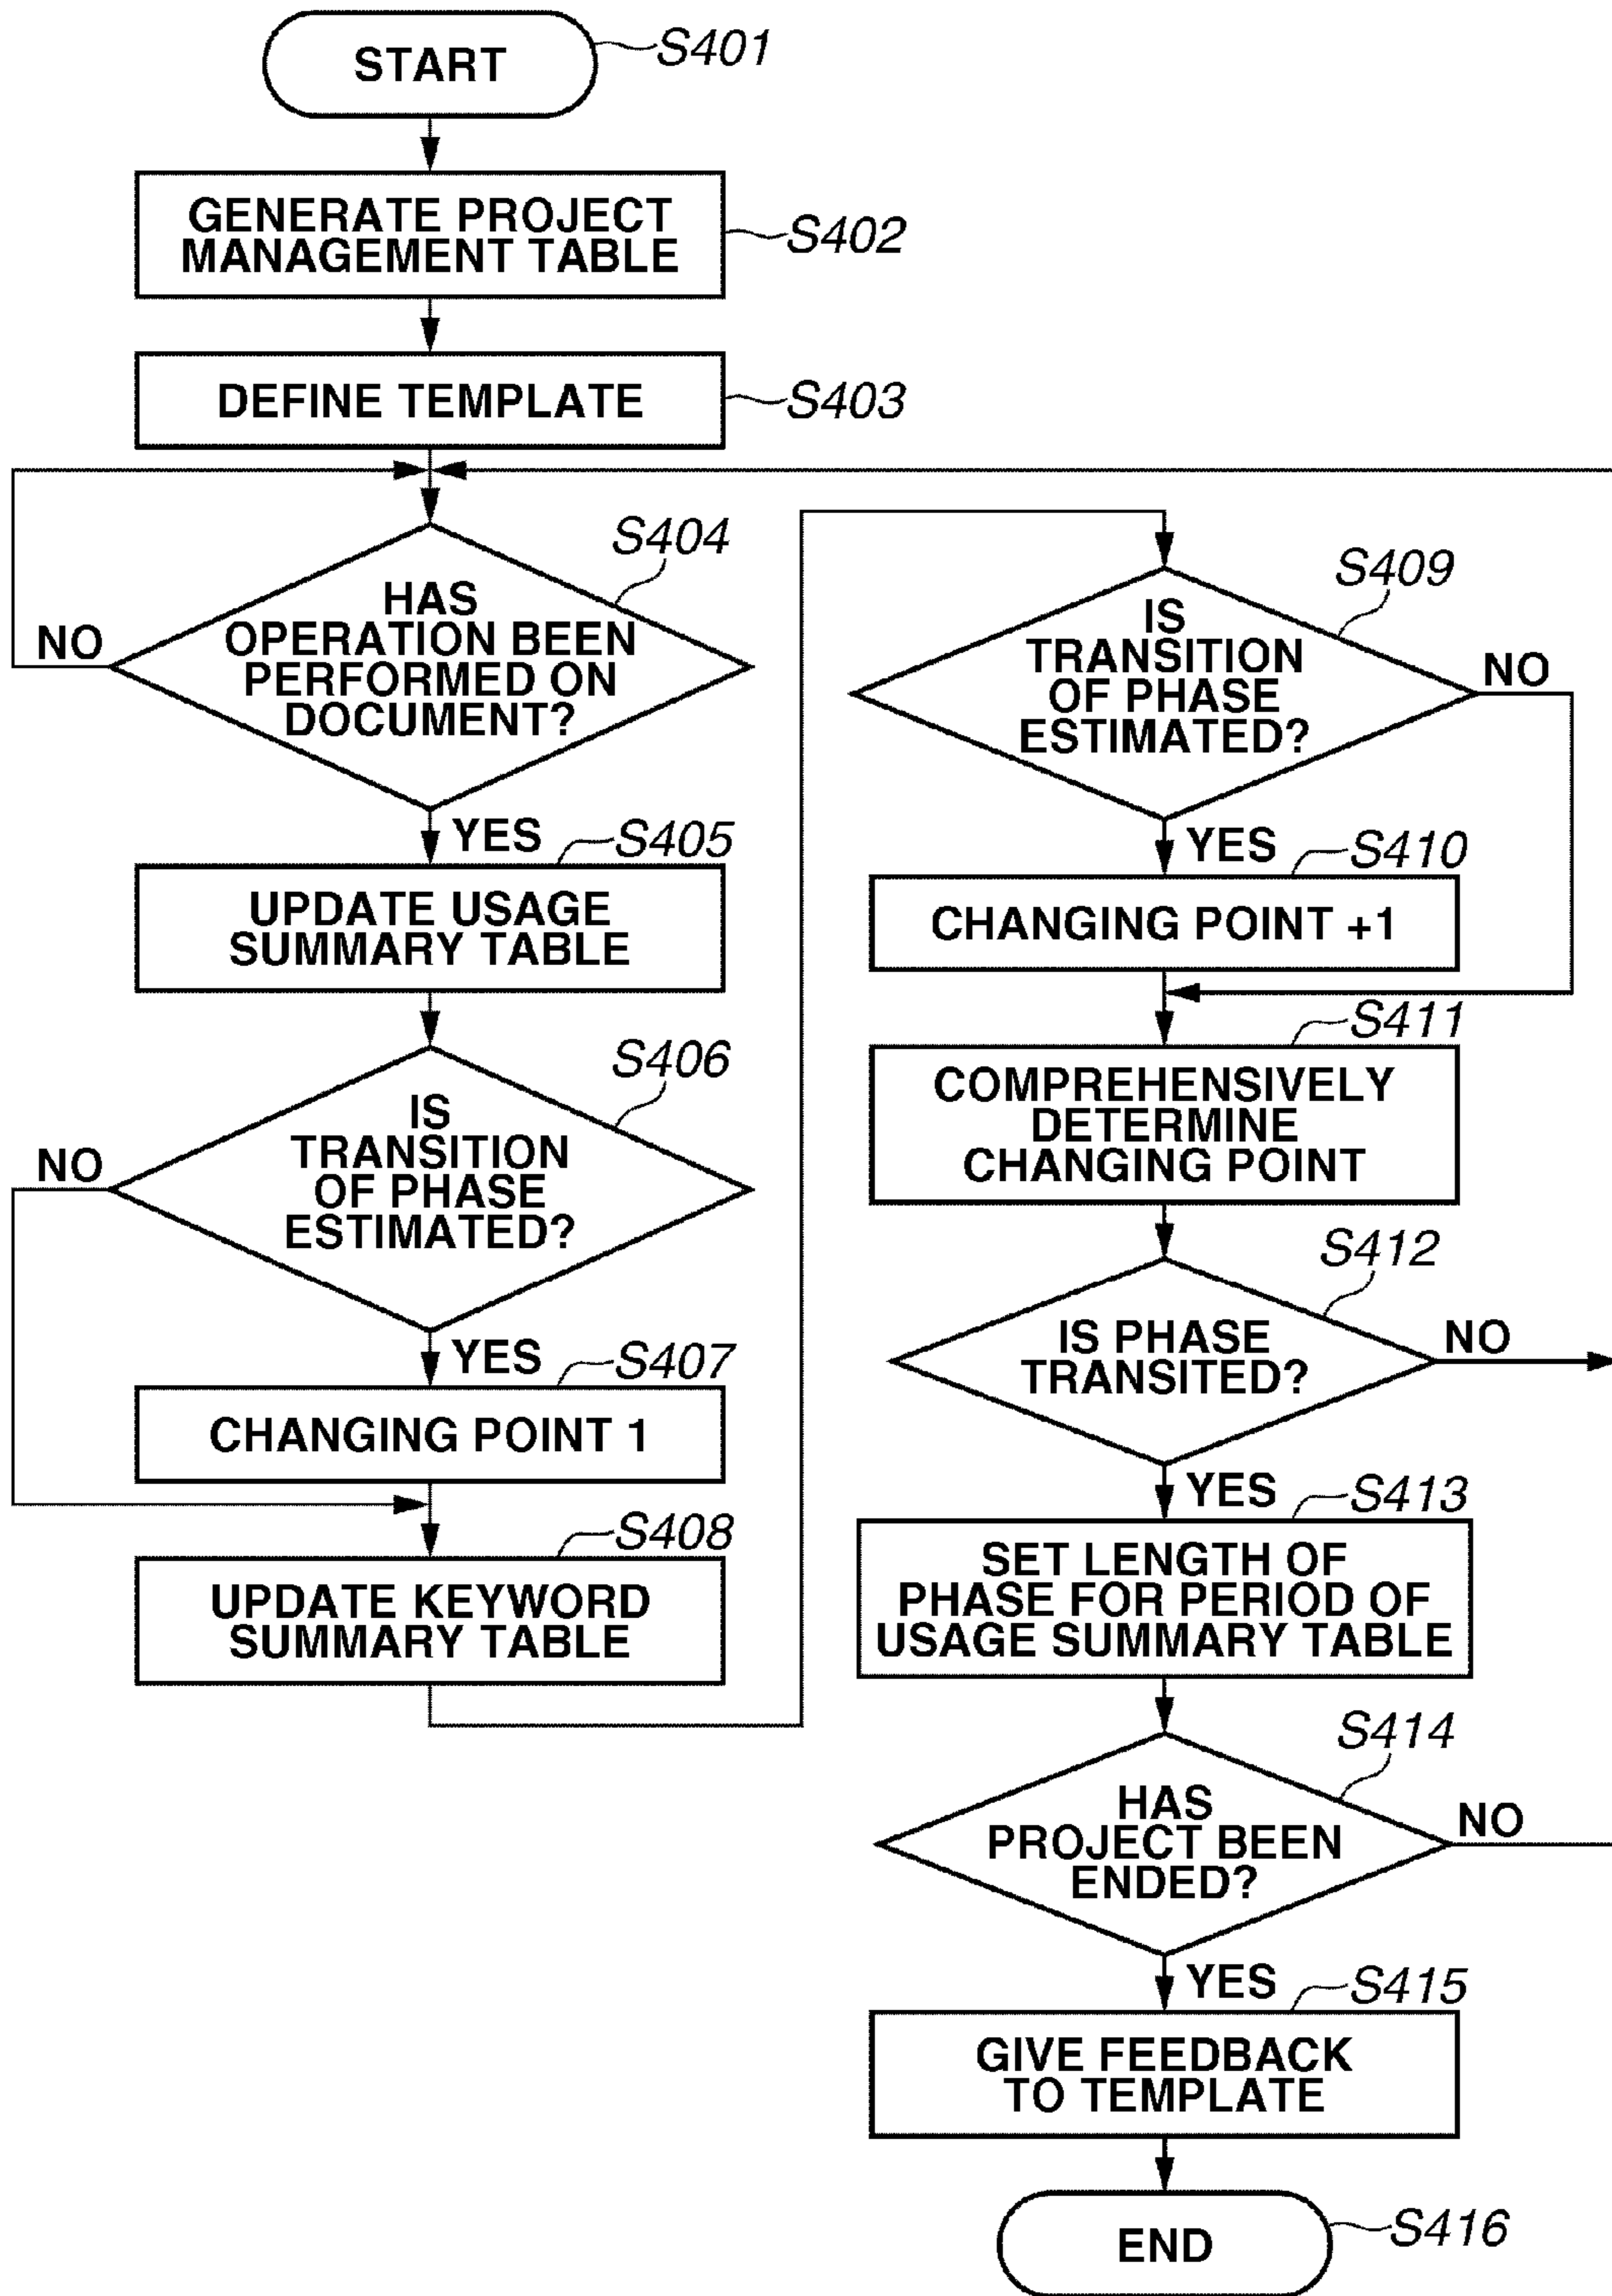 START
S401
GENERATE PROJECT
MANAGEMENT TABLE
S402
DEFINE TEMPLATE
S403
S404
HAS
OPERATION BEEN
PERFORMED ON
DOCUMENT?
NO
YES
S405
UPDATE USAGE
SUMMARY TABLE
S406
IS
TRANSITION
OF PHASE
ESTIMATED?
NO
YES
S407
CHANGING POINT 1
S408
UPDATE KEYWORD
SUMMARY TABLE
S409
IS
TRANSITION
OF PHASE
ESTIMATED?
NO
YES
S410
CHANGING POINT +1
S411
COMPREHENSIVELY
DETERMINE
CHANGING POINT
S412
IS PHASE
TRANSITED?
NO
YES
S413
SET LENGTH OF
PHASE FOR PERIOD OF
USAGE SUMMARY TABLE
S414
HAS
PROJECT BEEN
ENDED?
NO
YES
S415
GIVE FEEDBACK
TO TEMPLATE
END
S416